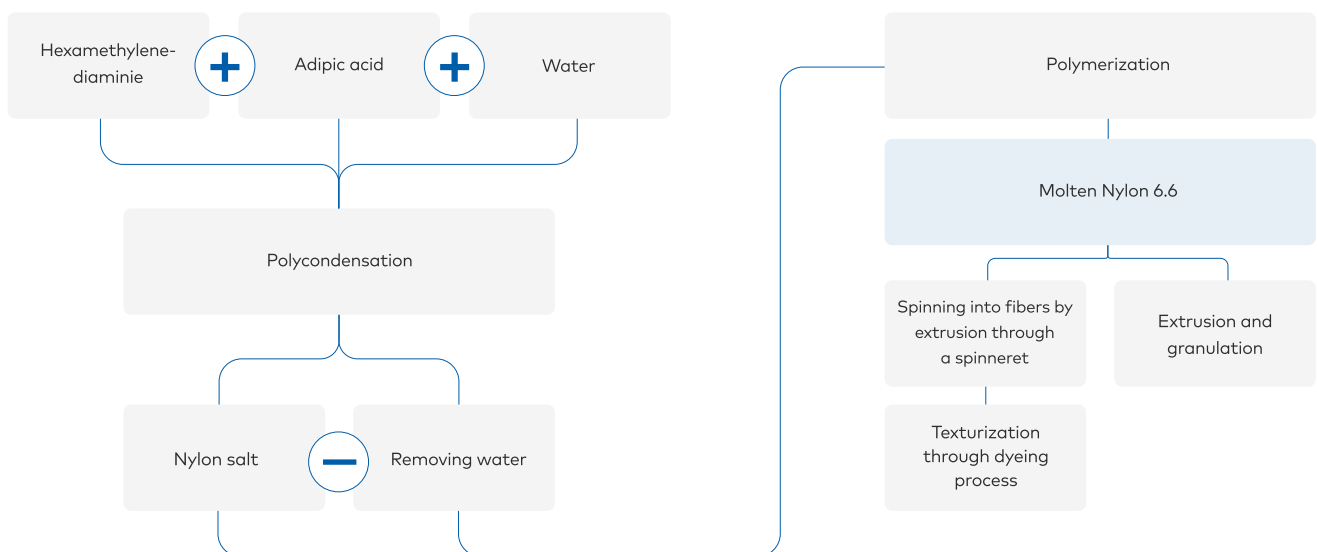 Hexamethylene-
diaminie
Adipic acid
Water
Polycondensation
Nylon salt
Removing water
Polymerization
Molten Nylon 6.6
Spinning into fibers by
extrusion through
a spinneret
Extrusion and
granulation
Texturization
through dyeing
process